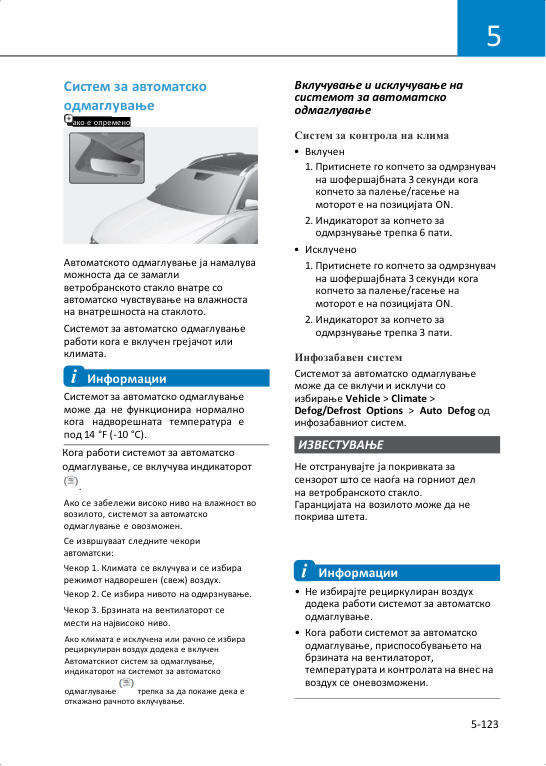 5
Систем за автоматско
одмаглување
ако е опремено
Автоматското одмаглување ја намалува
можноста да се замагли
ветробранското стакло внатре со
автоматско чувствување на влажноста
на внатрешноста на стаклото.
Системот за автоматско одмаглување
работи кога е вклучен грејачот или
климата.
i Информации
Системот за автоматско одмаглување
може да не функционира нормално
кога надворешната температура е
под 14 °F (-10 °C).
Кога работи системот за автоматско
одмаглување, се вклучува индикаторот
.
Ако се забележи високо ниво на влажност во
возилото, системот за автоматско
одмаглување е овозможен.
Се извршуваат следните чекори
автоматски:
Чекор 1. Климата се вклучува и се избира
режимот надворешен (свеж) воздух.
Чекор 2. Се избира нивото на одмрзнување.
Чекор 3. Брзината на вентилаторот се
мести на највисоко ниво.
Ако климата е исклучена или рачно се избира
рециркулиран воздух додека е вклучен
Автоматскиот систем за одмаглување,
индикаторот на системот за автоматско
одмаглување трепка за да покаже дека е
откажано рачното вклучување.
Вклучување и исклучување на
системот за автоматско
одмаглување
Систем за контрола на клима
• Вклучен
1. Притиснете го копчето за одмрзнувач
на шофершајбната 3 секунди кога
копчето за палење/гасење на
моторот е на позицијата ON.
2. Индикаторот за копчето за
одмрзнување трепка 6 пати.
• Исклучено
1. Притиснете го копчето за одмрзнувач
на шофершајбната 3 секунди кога
копчето за палење/гасење на
моторот е на позицијата ON.
2. Индикаторот за копчето за
одмрзнување трепка 3 пати.
Инфозабавен систем
Системот за автоматско одмаглување
може да се вклучи и исклучи со
избирање Vehicle > Climate >
Defog/Defrost Options > Auto Defog од
инфозабавниот систем.
ИЗВЕСТУВАЊЕ
Не отстранувајте ја покривката за
сензорот што се наоѓа на горниот дел
на ветробранското стакло.
Гаранцијата на возилото може да не
покрива штета.
i Информации
• Не избирајте рециркулиран воздух
додека работи системот за автоматско
одмаглување.
• Кога работи системот за автоматско
одмаглување, приспособувањето на
брзината на вентилаторот,
температурата и контролата на внес на
воздух се оневозможени.
5-123